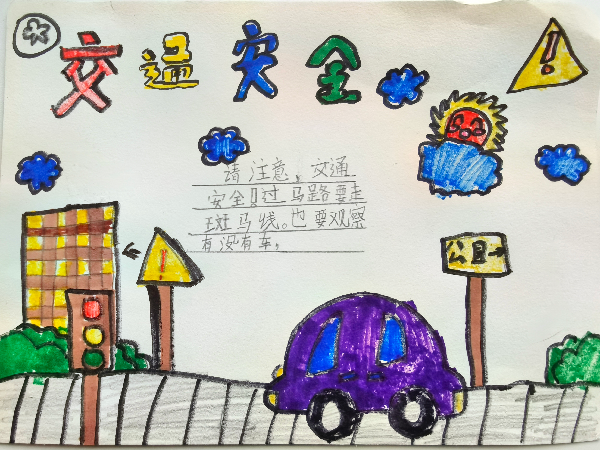 交通安全
!
请注意，交通
安全！过马路要走
斑马线。也要观察
有没有车，
!
公园→